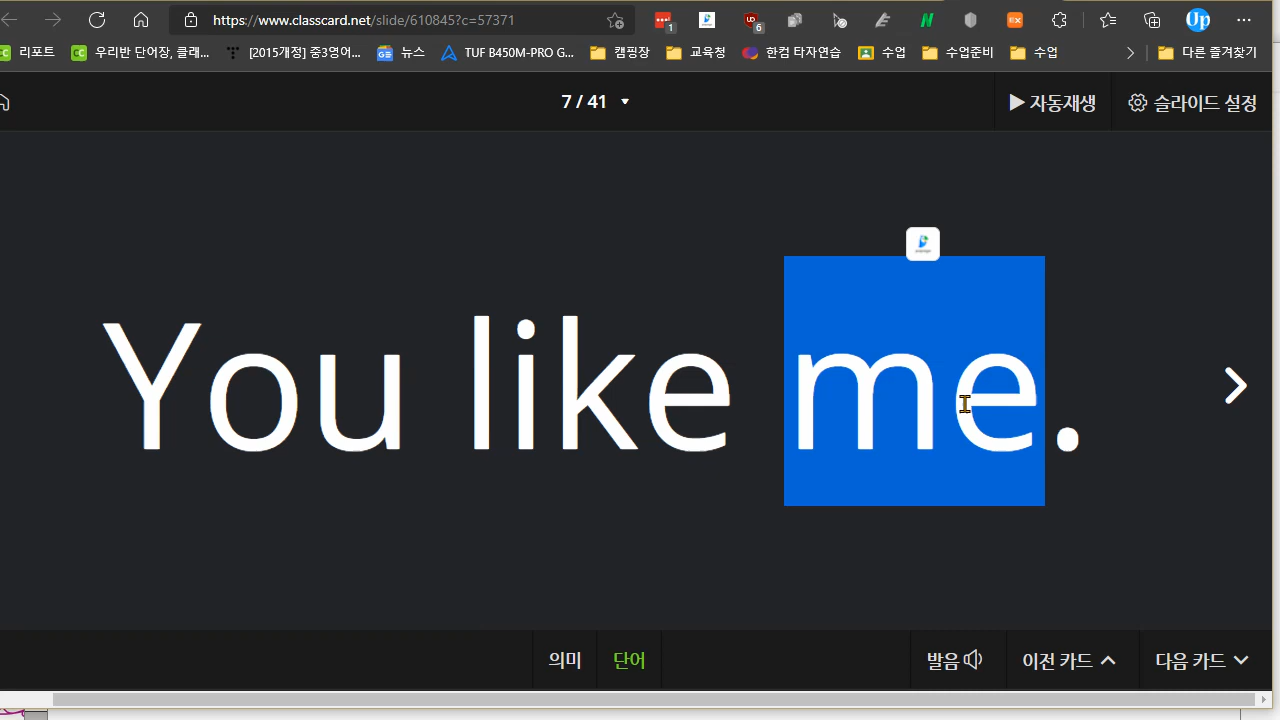 https://www.classcard.net/slide/610845?c=57371
1
6
EX
Up
리포트
우리반 단어장, 클래...
[2015개정] 중3영어...
뉴스
TUF B450M-PRO G...
캠핑장
교육청
한컴 타자연습
수업
수업준비
수업
다른 즐겨찾기
7 / 41
자동재생
슬라이드 설정
You like me.
의미
단어
발음
이전 카드
다음 카드